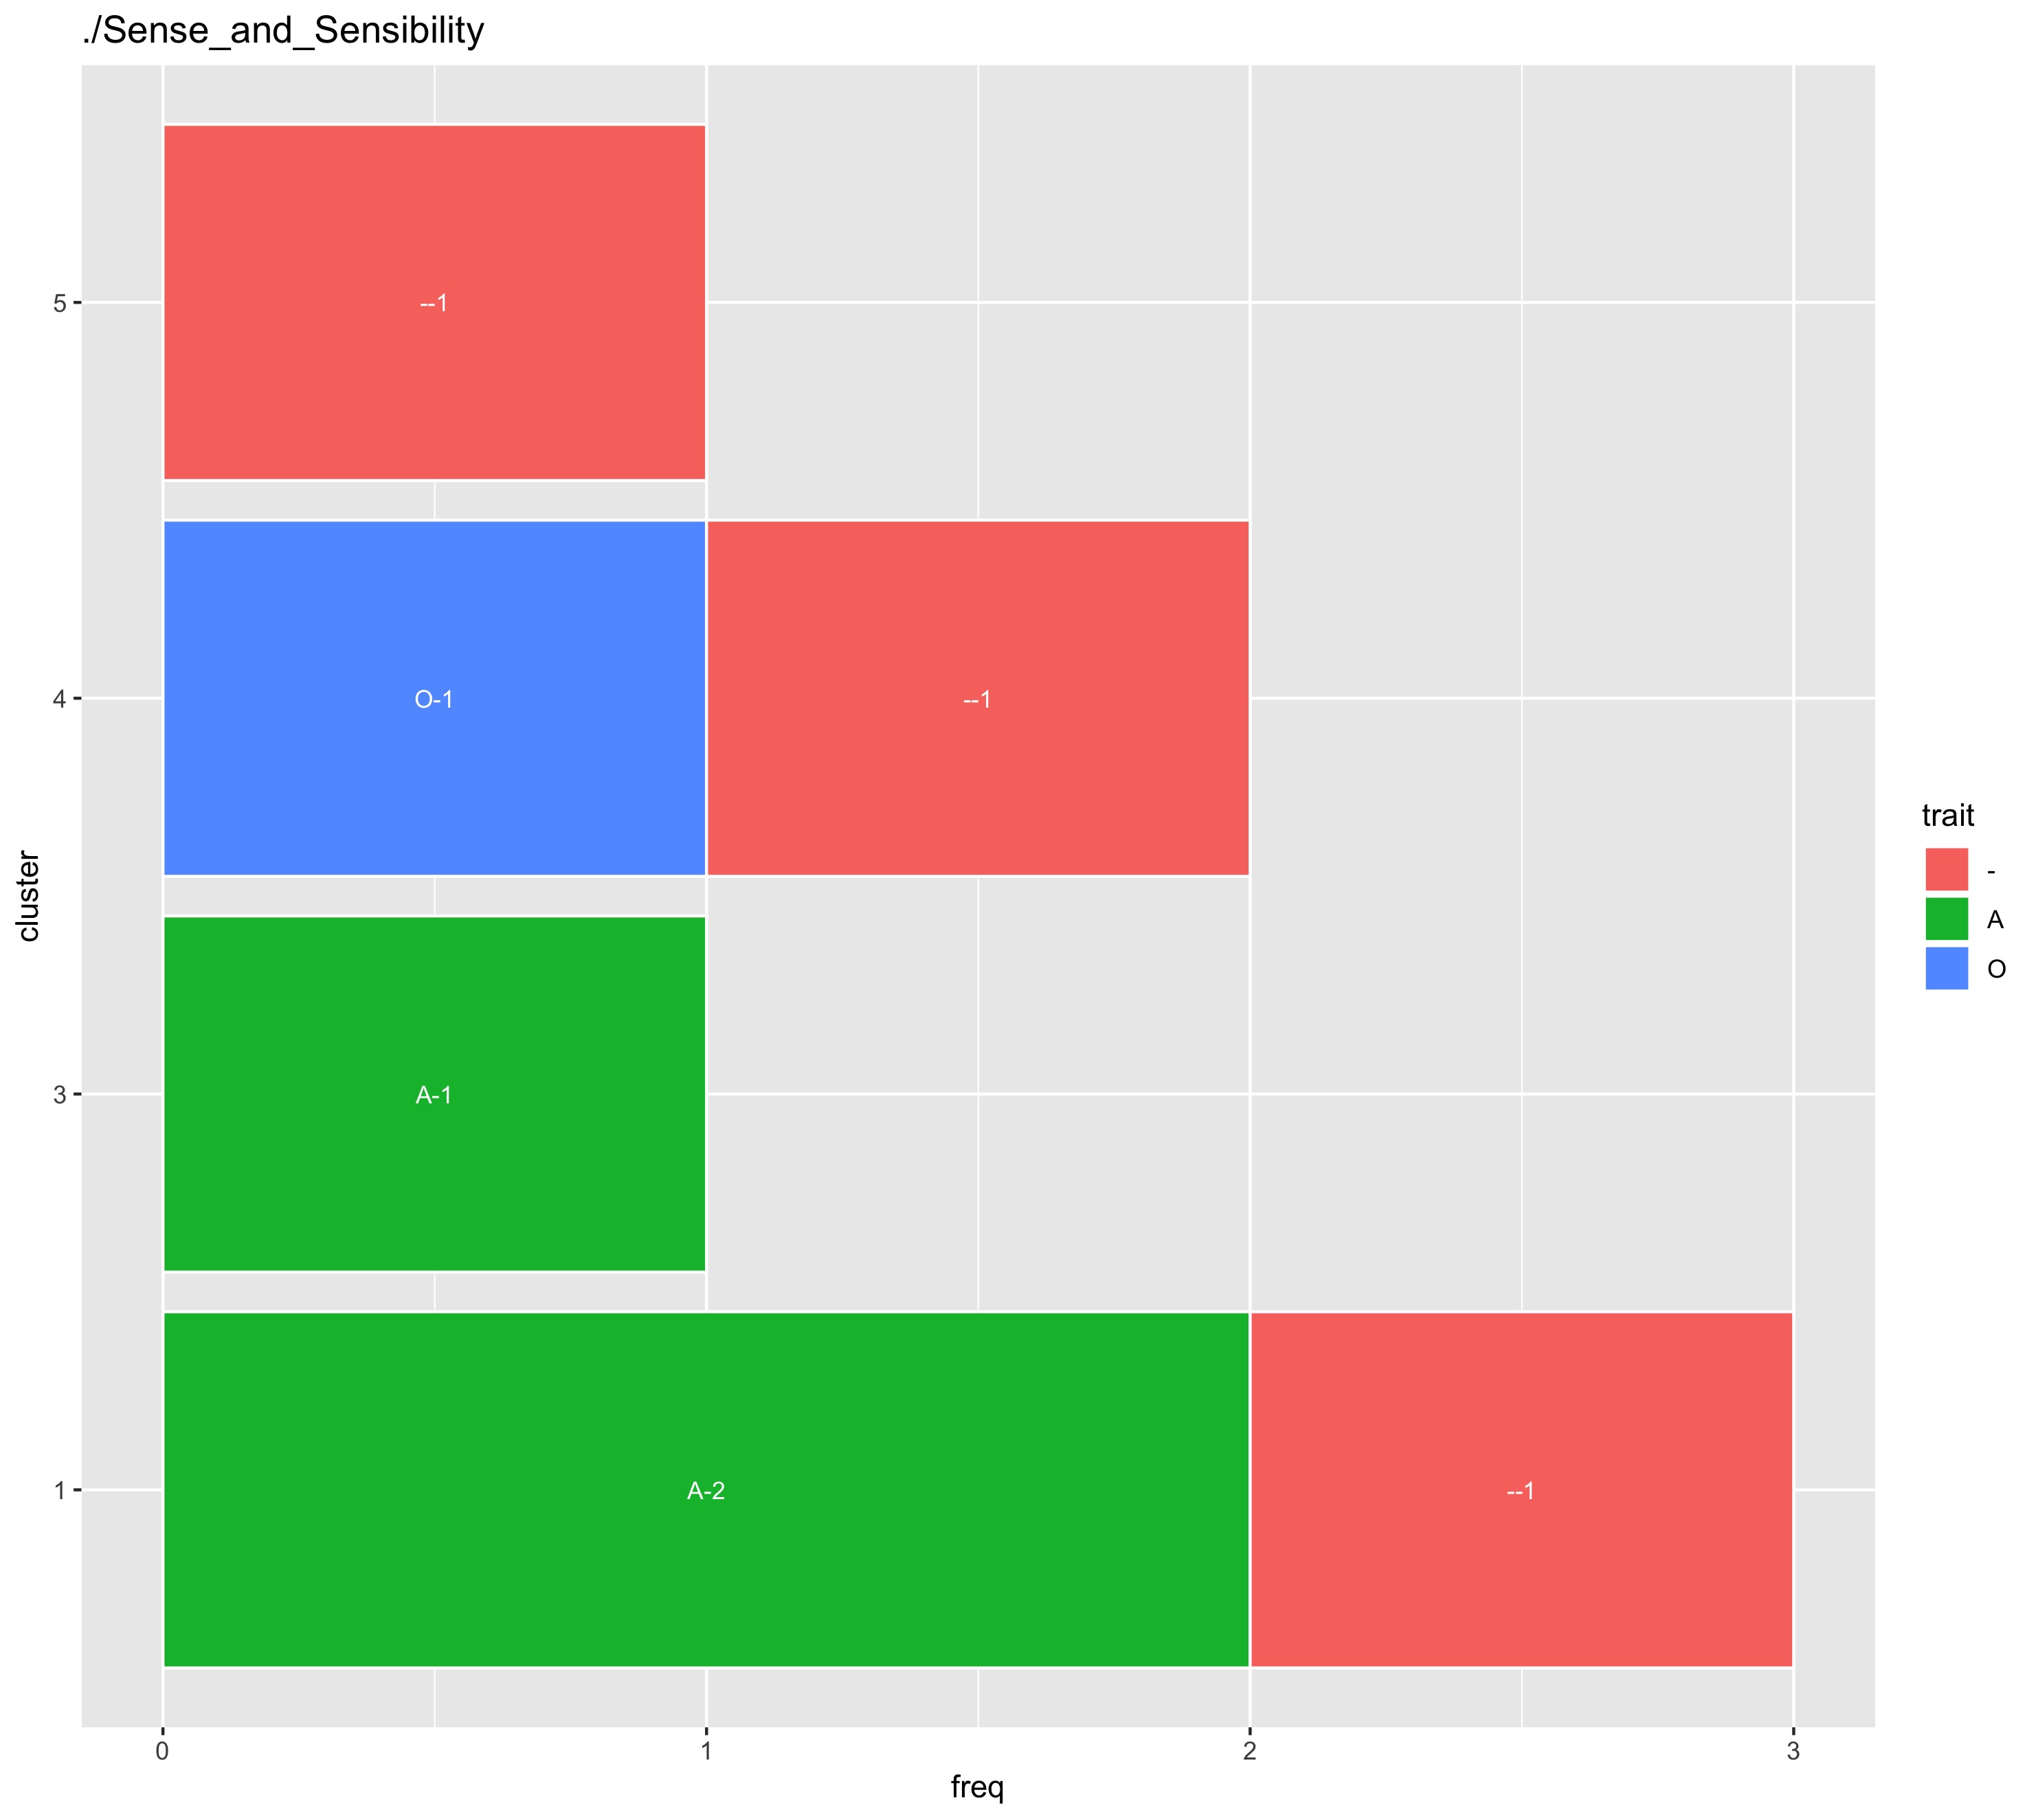 ./Sense_and_Sensibility
cluster
5
--1
4
O-1 --1
3
A-1
1
A-2 --1
0 1 2 3
freq
trait
-
A
O